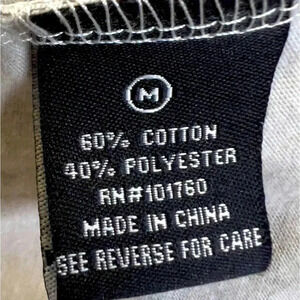 M
60% COTTON
40% POLYESTER
RN#101760
MADE IN CHINA
SEE REVERSE FOR CARE